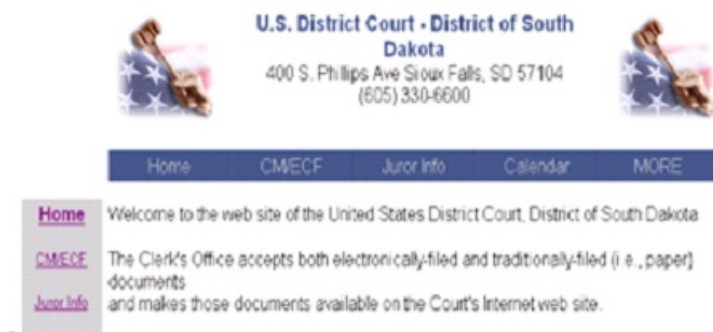 U.S. District Court - District of South
Dakota
400 S. Phillips Ave Sioux Falls, SD 57104
(605) 330-6600
Home CM/ECF Juror Info Calendar MORE
Home Welcome to the web site of the United States District Court, District of South Dakota
CM/ECF The Clerk's Office accepts both electronically-filed and traditionally-filed (i.e., paper)
documents
Juror Info and makes those documents available on the Court's Internet web site.